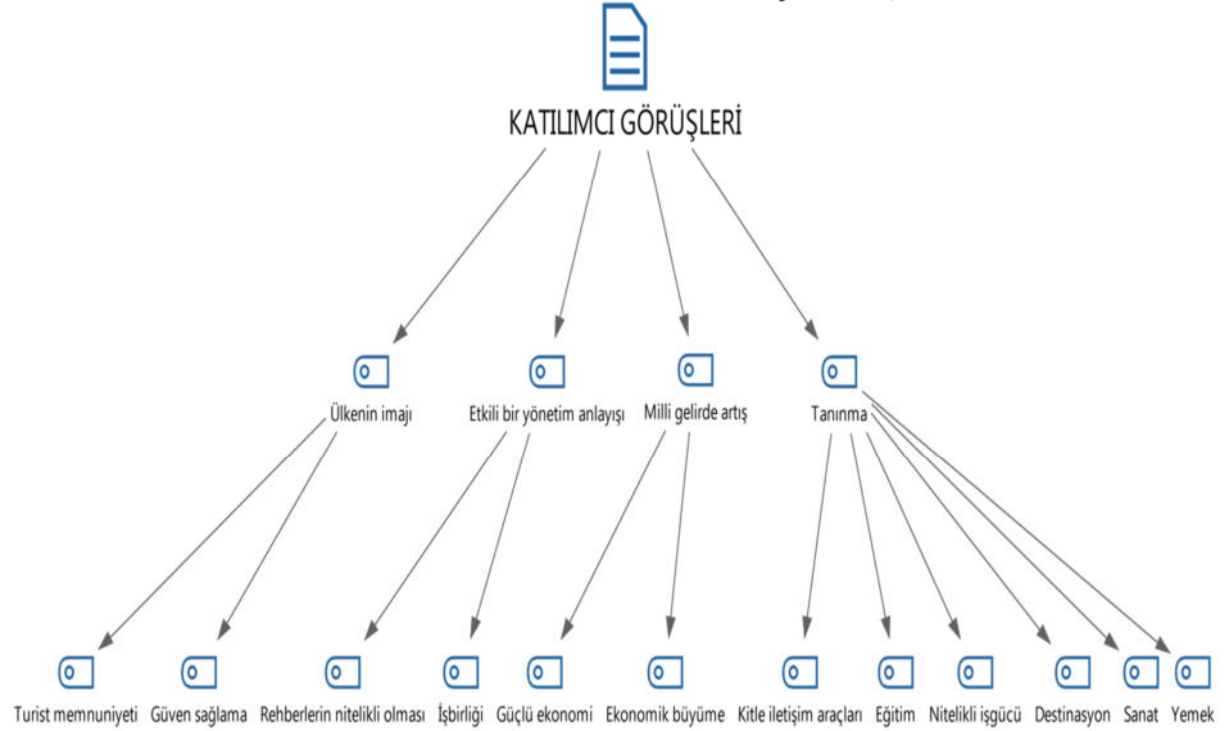 KATILIMCI GÖRÜŞLERİ
Ülkenin imajı
Etkili bir yönetim anlayışı
Milli gelirde artış
Tanınma
Turist memnuniyeti
Güven sağlama
Rehberlerin nitelikli olması
İşbirliği
Güçlü ekonomi
Ekonomik büyüme
Kitle iletişim araçları
Eğitim
Nitelikli işgücü
Destinasyon
Sanat
Yemek